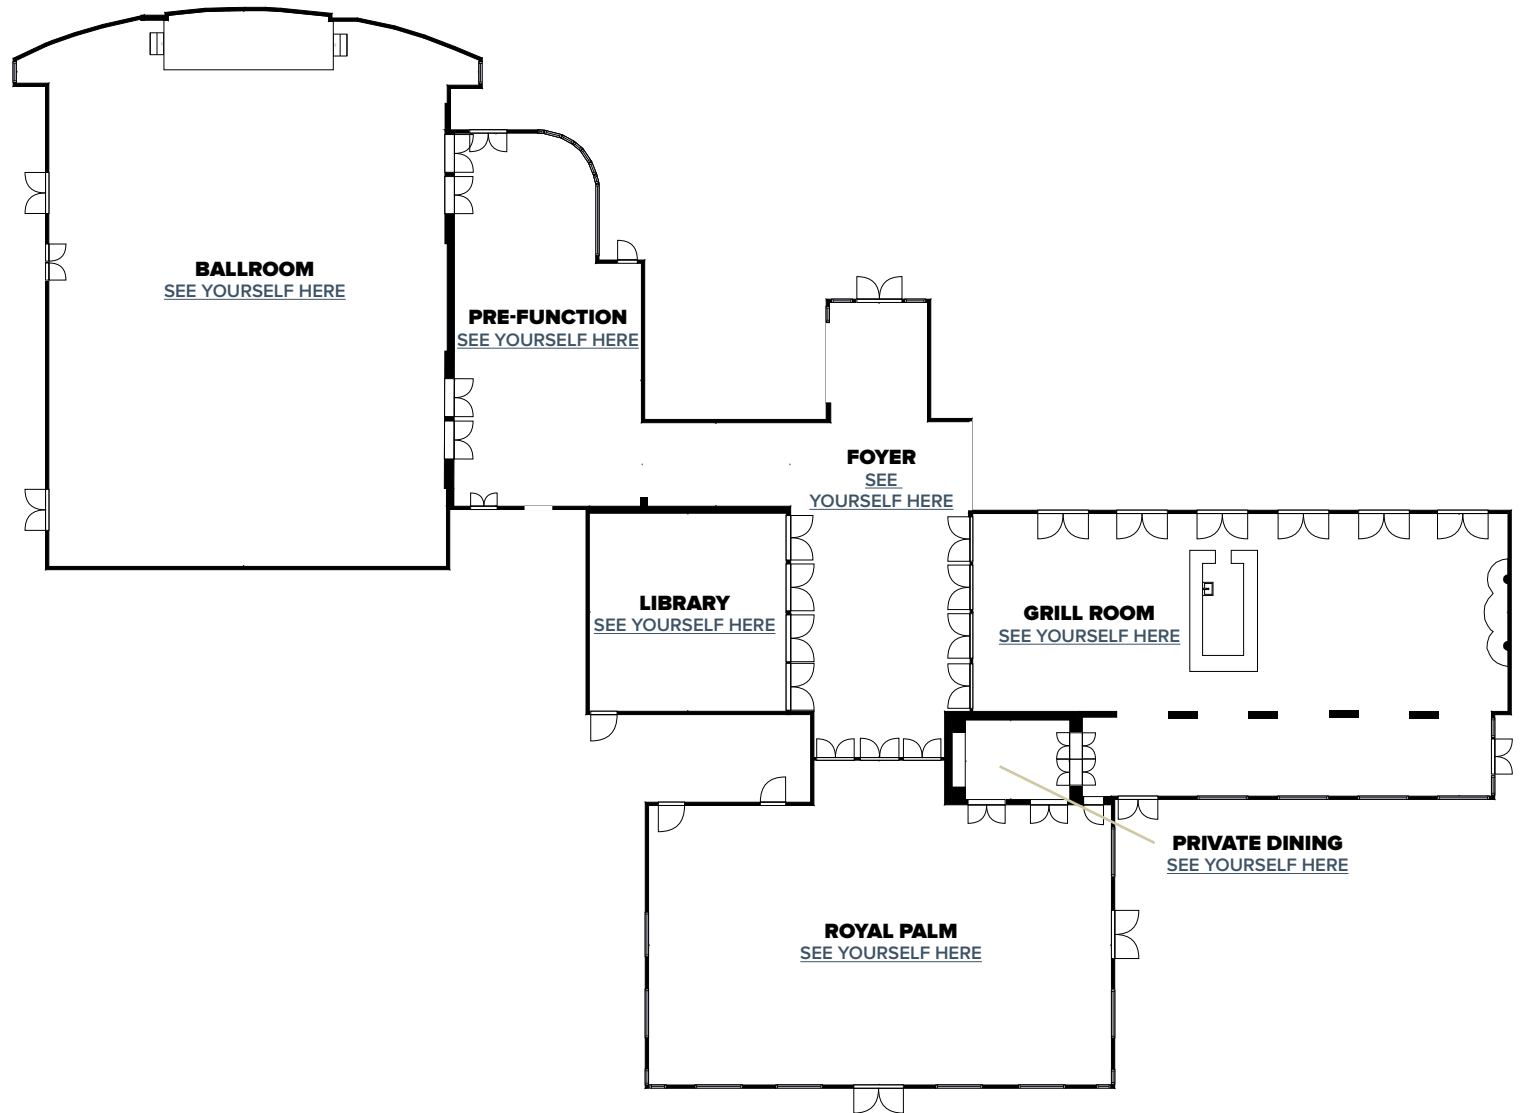 BALLROOM
SEE YOURSELF HERE
PRE-FUNCTION
SEE YOURSELF HERE
FOYER
SEE
YOURSELF HERE
LIBRARY
SEE YOURSELF HERE
GRILL ROOM
SEE YOURSELF HERE
PRIVATE DINING
SEE YOURSELF HERE
ROYAL PALM
SEE YOURSELF HERE